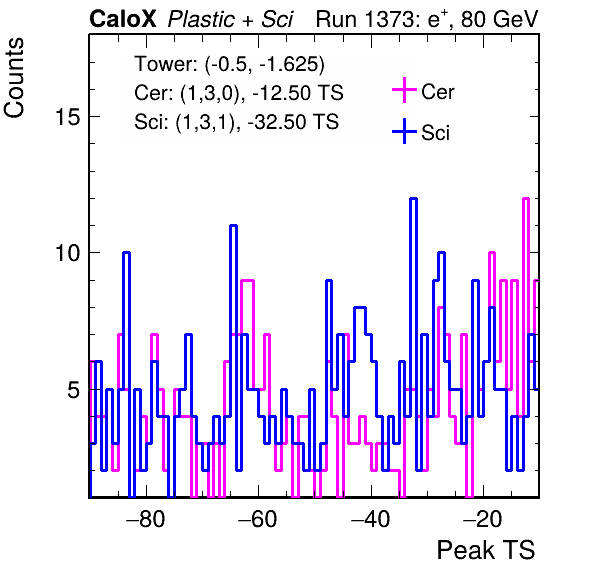 CaloX Plastic + Sci Run 1373: e+, 80 GeV
Tower: (-0.5, -1.625)
Cer: (1,3,0), -12.50 TS
Sci: (1,3,1), -32.50 TS
Cer
Sci
Counts
15
10
5
−80 −60 −40 −20
Peak TS